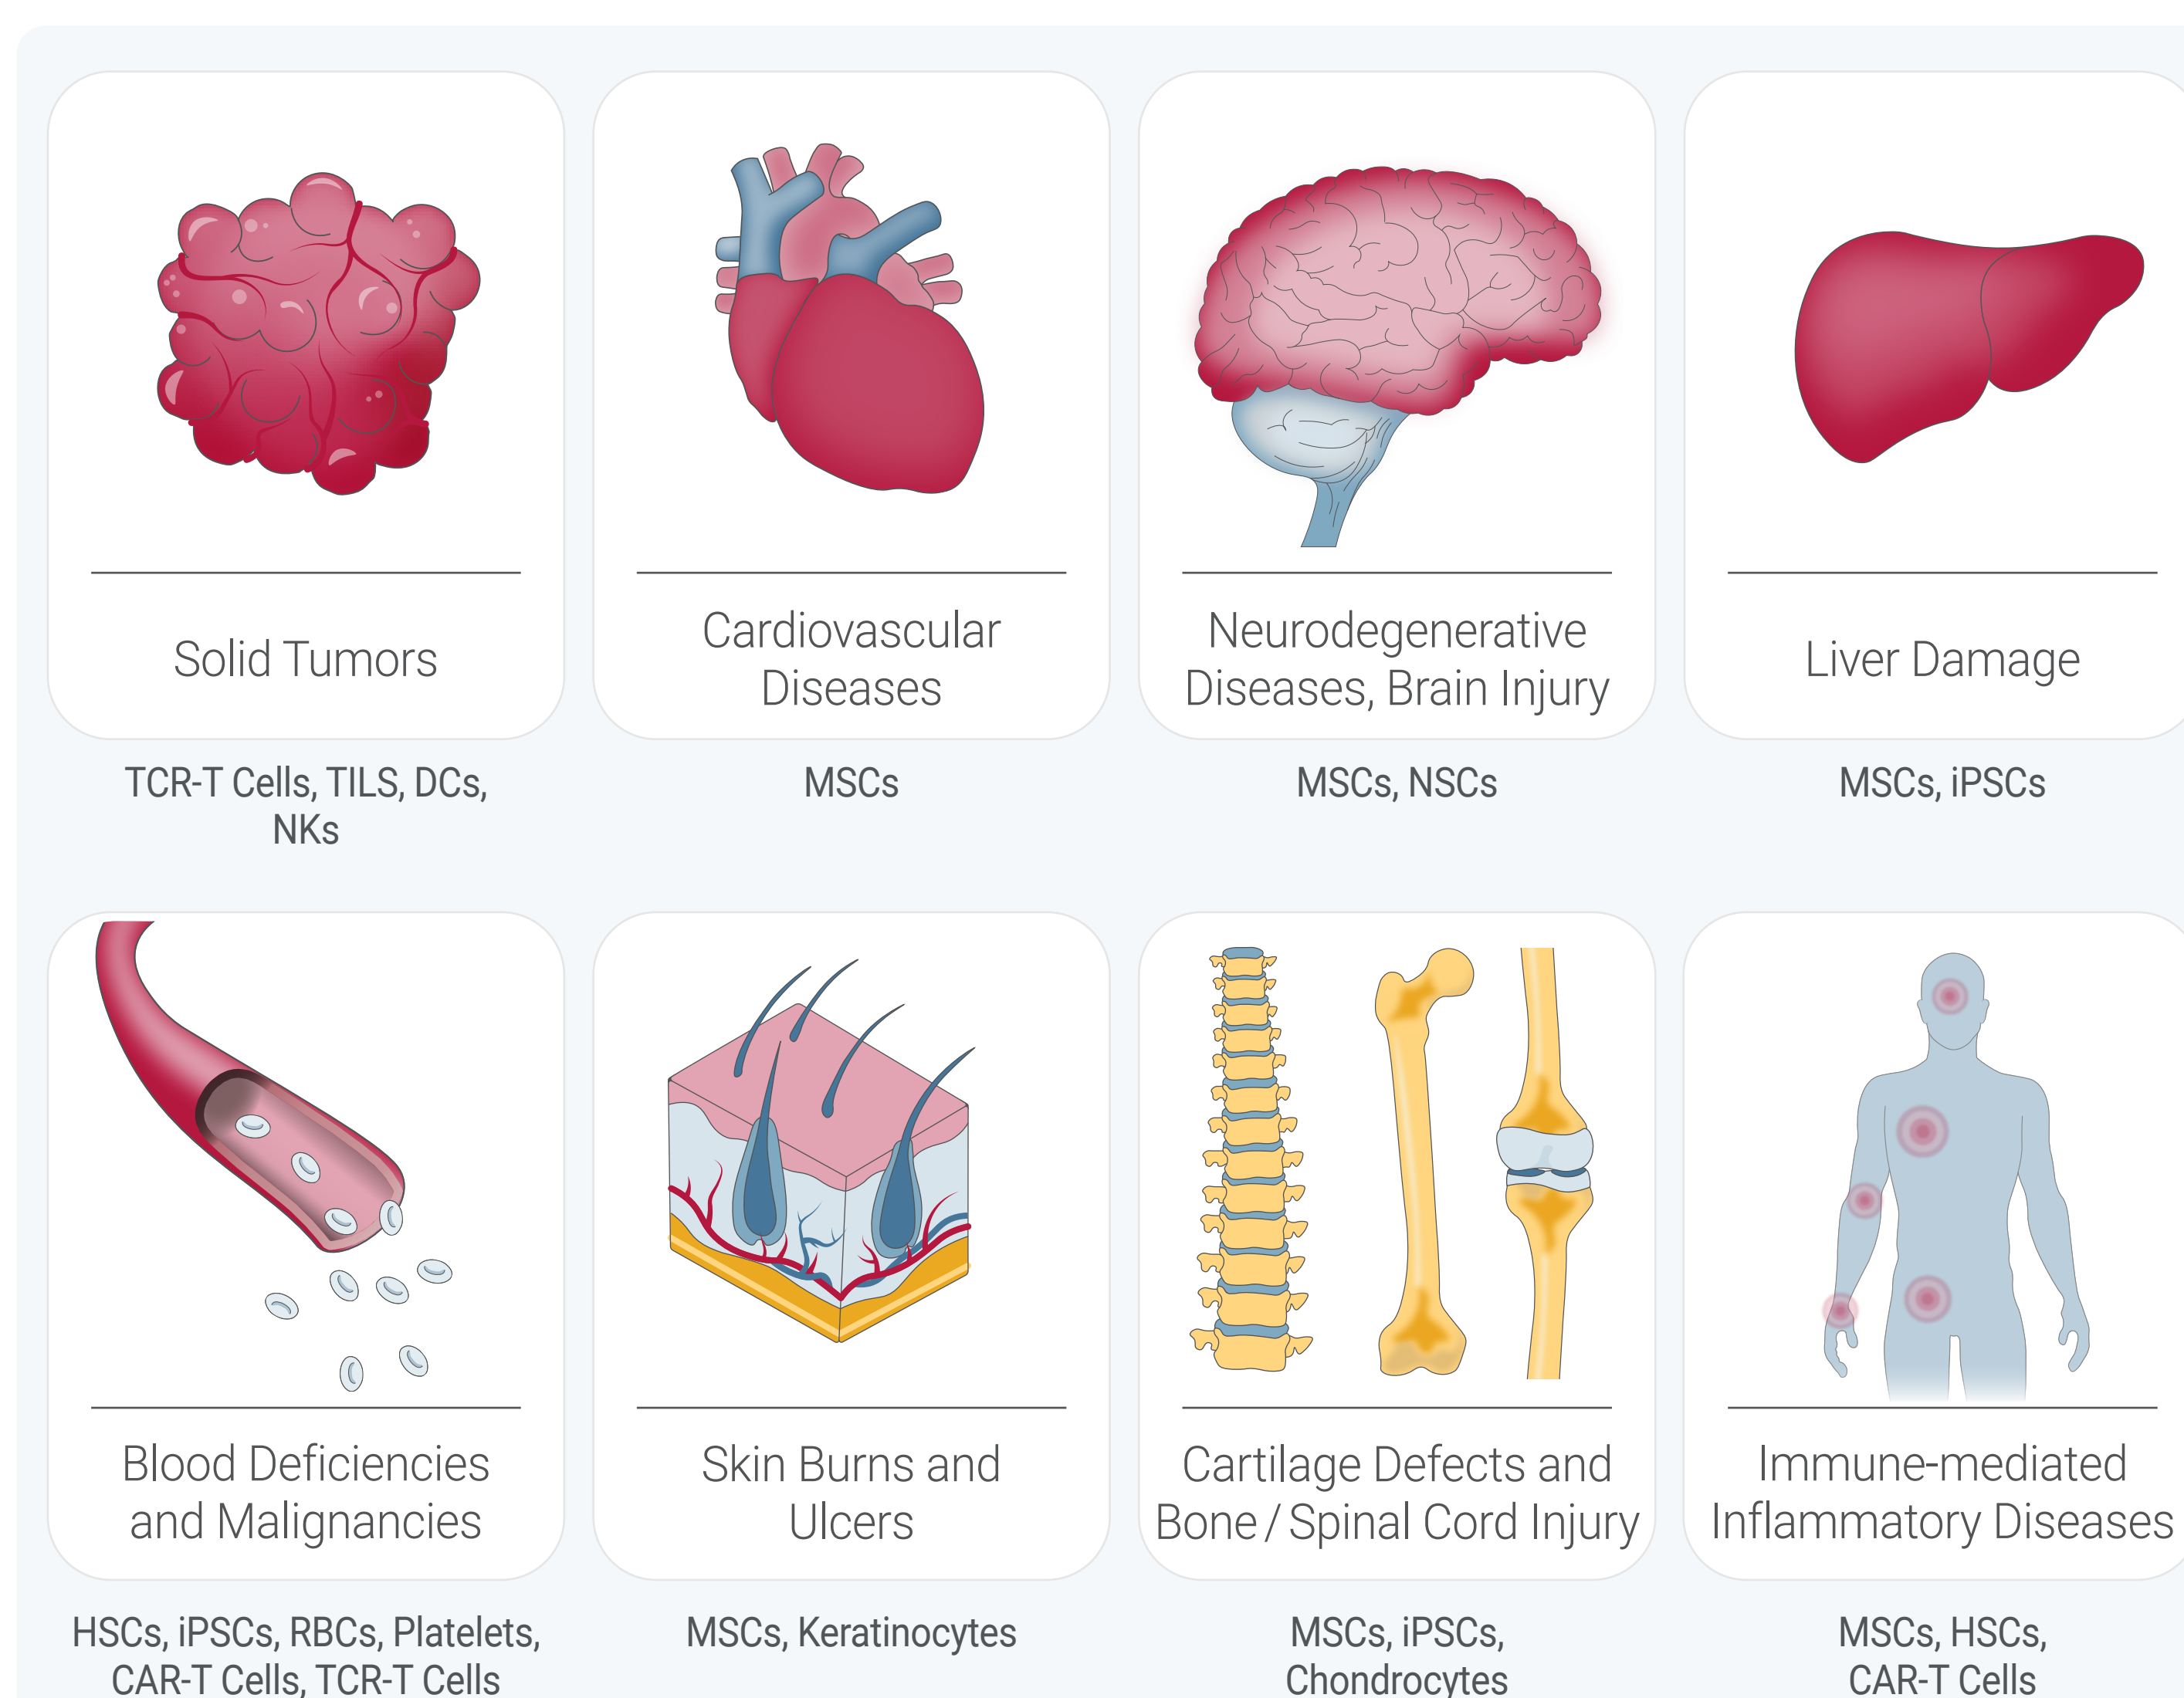 Solid Tumors
Cardiovascular
Diseases
Neurodegenerative
Diseases, Brain Injury
Liver Damage
TCR-T Cells, TILS, DCs,
NKs
MSCs
MSCs, NSCs
MSCs, iPSCs
Blood Deficiencies
and Malignancies
Skin Burns and
Ulcers
Cartilage Defects and
Bone / Spinal Cord Injury
Immune-mediated
Inflammatory Diseases
HSCs, iPSCs, RBCs, Platelets,
CAR-T Cells, TCR-T Cells
MSCs, Keratinocytes
MSCs, iPSCs,
Chondrocytes
MSCs, HSCs,
CAR-T Cells